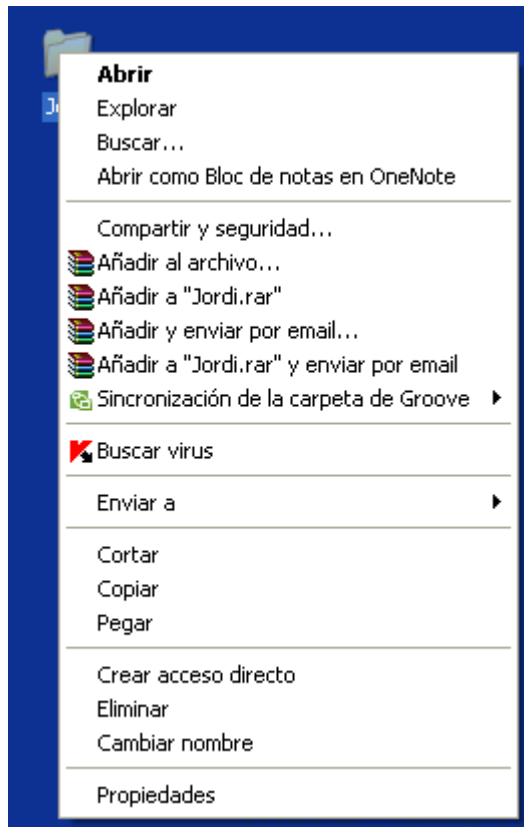 Abrir
Explorar
Buscar...
Abrir como Bloc de notas en OneNote
Compartir y seguridad...
Añadir al archivo...
Añadir a "Jordi.rar"
Añadir y enviar por email...
Añadir a "Jordi.rar" y enviar por email
Sincronización de la carpeta de Groove
Buscar virus
Enviar a
Cortar
Copiar
Pegar
Crear acceso directo
Eliminar
Cambiar nombre
Propiedades